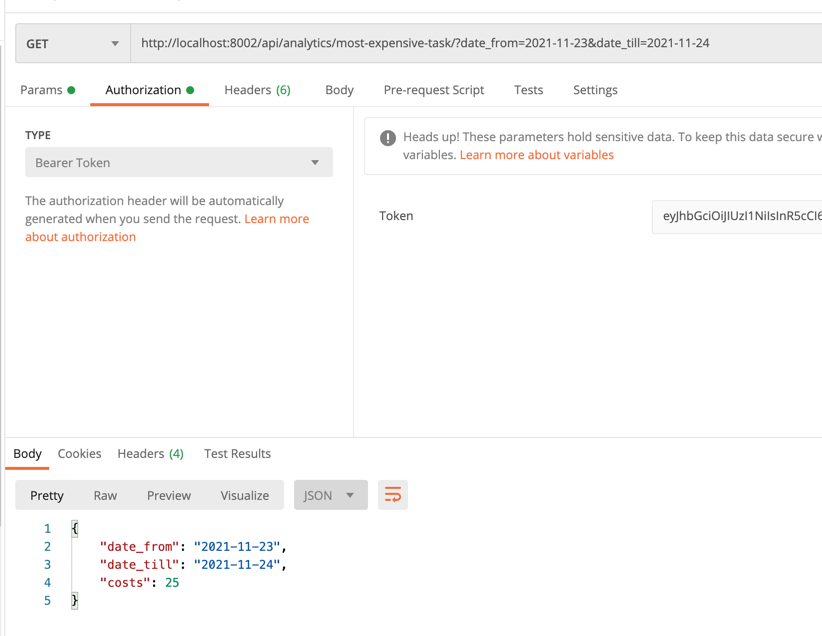 GET
http://localhost:8002/api/analytics/most-expensive-task/?date_from=2021-11-23&date_till=2021-11-24
Params Authorization Headers (6) Body Pre-request Script Tests Settings
TYPE
Bearer Token
The authorization header will be automatically
generated when you send the request. Learn more
about authorization
Heads up! These parameters hold sensitive data. To keep this data secure w
variables. Learn more about variables
Token
eyJhbGciOiJIUzI1NiIsInR5cCI6
Body Cookies Headers (4) Test Results
Pretty Raw Preview Visualize JSON
1 {
2 "date_from": "2021-11-23",
3 "date_till": "2021-11-24",
4 "costs": 25
5 }